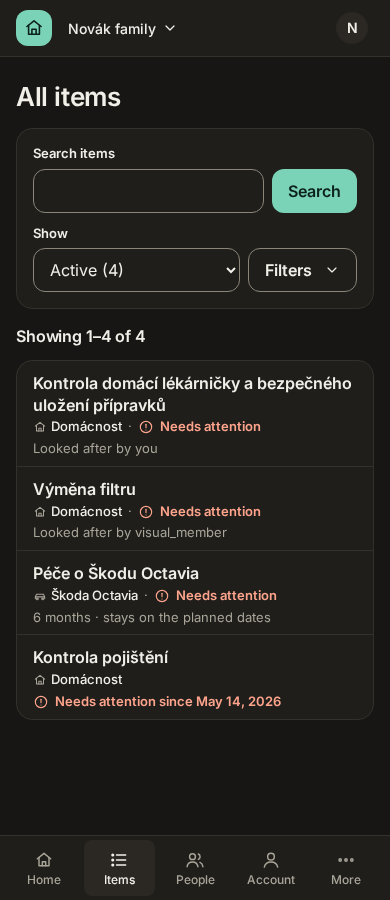 Novák family
N
All items
Search items
Search
Show
Active (4)
Filters
Showing 1–4 of 4
Kontrola domácí lékárničky a bezpečného
uložení přípravků
Domácnost · Needs attention
Looked after by you
Výměna filtru
Domácnost · Needs attention
Looked after by visual_member
Péče o Škodu Octavia
Škoda Octavia · Needs attention
6 months · stays on the planned dates
Kontrola pojištění
Domácnost
Needs attention since May 14, 2026
Home
Items
People
Account
More